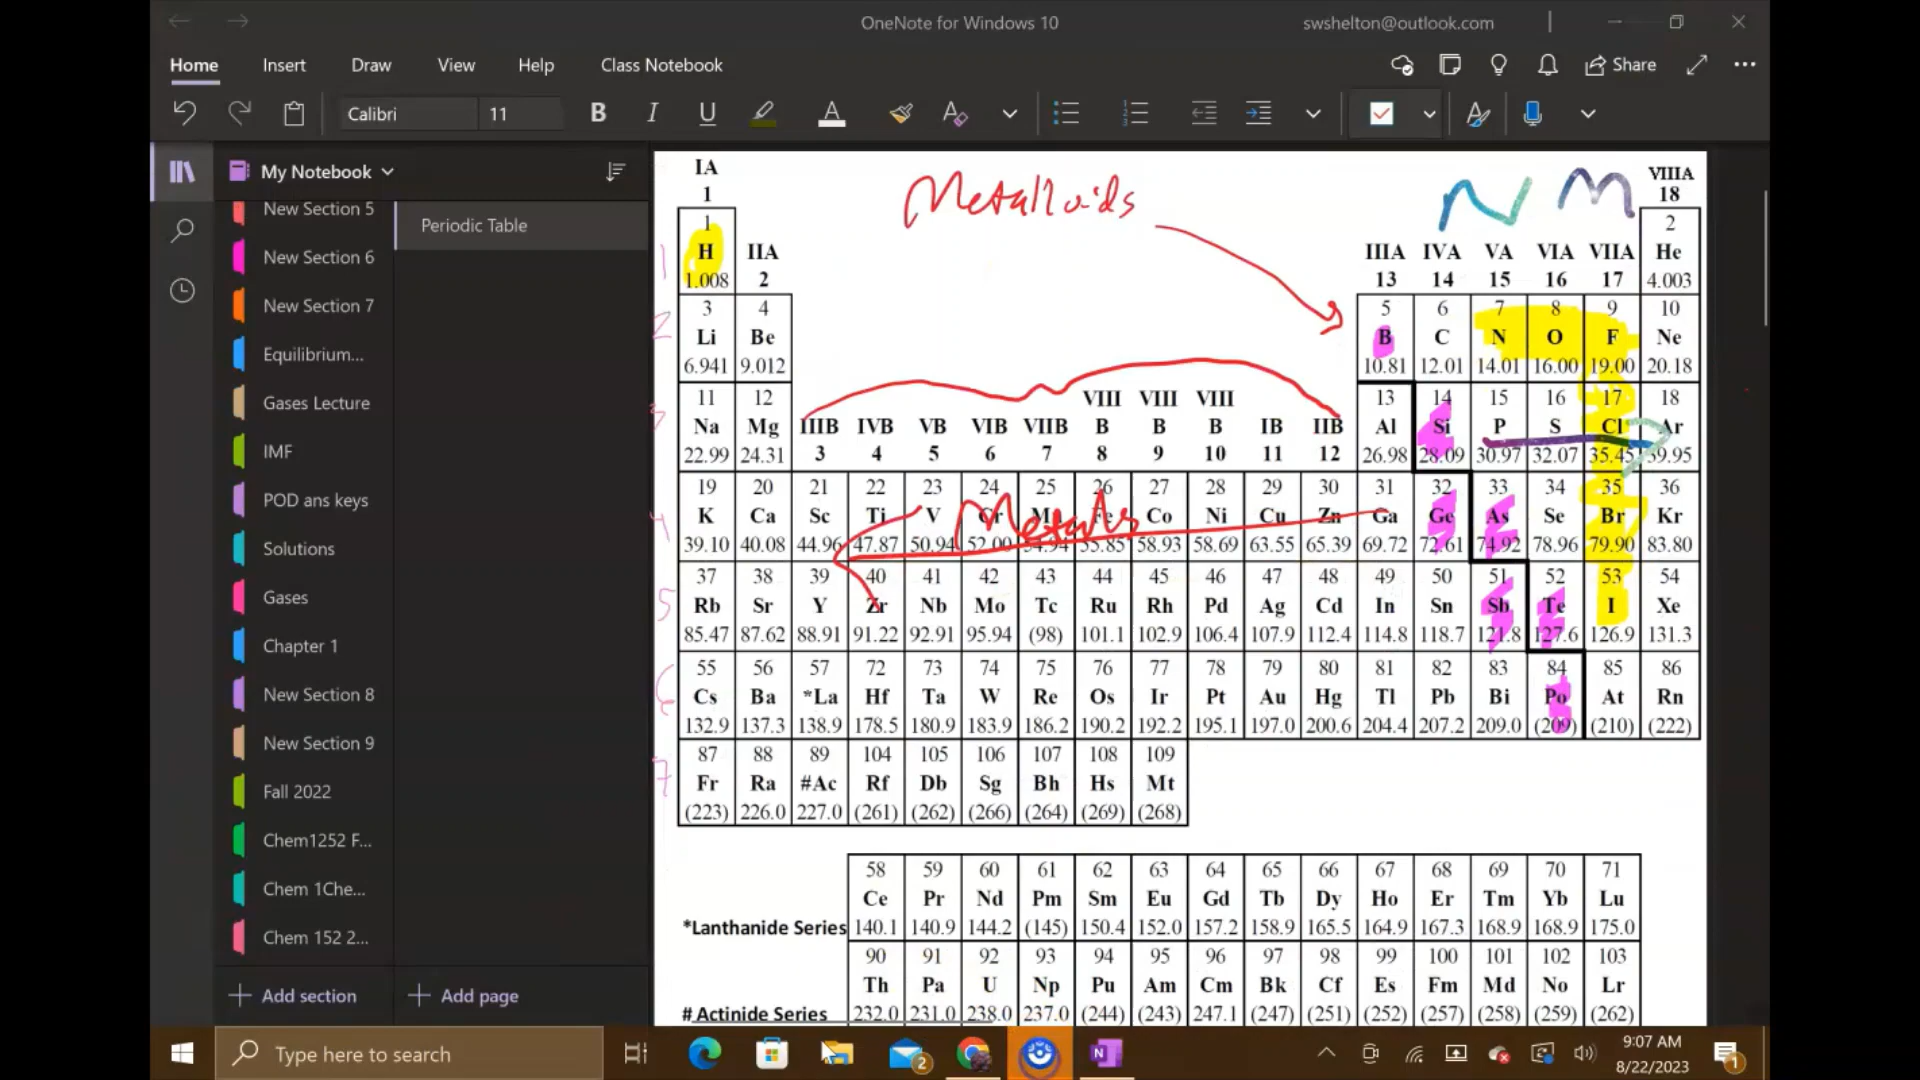 OneNote for Windows 10
swshelton@outlook.com
Home Insert Draw View Help Class Notebook
Share
Calibri 11
B I U A A
My Notebook
New Section 5
New Section 6
New Section 7
Equilibrium...
Gases Lecture
IMF
POD ans keys
Solutions
Gases
Chapter 1
New Section 8
New Section 9
Fall 2022
Chem1252 F...
Chem 1Che...
Chem 152 2...
Add section
Periodic Table
Add page
Metalloids
N M
Metals
1
2
3
4
5
6
7
IA VIIIA
1 18
1 2
H IIA IIIA IVA VA VIA VIIA He
1.008 2 13 14 15 16 17 4.003
3 4 5 6 7 8 9 10
Li Be B C N O F Ne
6.941 9.012 10.81 12.01 14.01 16.00 19.00 20.18
11 12 VIII VIII VIII 13 14 15 16 17 18
Na Mg IIIB IVB VB VIB VIIB B B B IB IIB Al Si P S Cl Ar
22.99 24.31 3 4 5 6 7 8 9 10 11 12 26.98 28.09 30.97 32.07 35.45 39.95
19 20 21 22 23 24 25 26 27 28 29 30 31 32 33 34 35 36
K Ca Sc Ti V Cr Mn Fe Co Ni Cu Zn Ga Ge As Se Br Kr
39.10 40.08 44.96 47.87 50.94 52.00 54.94 55.85 58.93 58.69 63.55 65.39 69.72 72.61 74.92 78.96 79.90 83.80
37 38 39 40 41 42 43 44 45 46 47 48 49 50 51 52 53 54
Rb Sr Y Zr Nb Mo Tc Ru Rh Pd Ag Cd In Sn Sb Te I Xe
85.47 87.62 88.91 91.22 92.91 95.94 (98) 101.1 102.9 106.4 107.9 112.4 114.8 118.7 121.8 127.6 126.9 131.3
55 56 57 72 73 74 75 76 77 78 79 80 81 82 83 84 85 86
Cs Ba *La Hf Ta W Re Os Ir Pt Au Hg Tl Pb Bi Po At Rn
132.9 137.3 138.9 178.5 180.9 183.9 186.2 190.2 192.2 195.1 197.0 200.6 204.4 207.2 209.0 (209) (210) (222)
87 88 89 104 105 106 107 108 109
Fr Ra #Ac Rf Db Sg Bh Hs Mt
(223) 226.0 227.0 (261) (262) (266) (264) (269) (268)
58 59 60 61 62 63 64 65 66 67 68 69 70 71
Ce Pr Nd Pm Sm Eu Gd Tb Dy Ho Er Tm Yb Lu
*Lanthanide Series 140.1 140.9 144.2 (145) 150.4 152.0 157.2 158.9 162.5 164.9 167.3 168.9 168.9 175.0
90 91 92 93 94 95 96 97 98 99 100 101 102 103
Th Pa U Np Pu Am Cm Bk Cf Es Fm Md No Lr
# Actinide Series 232.0 231.0 238.0 237.0 (244) (243) 247.1 (247) (251) (252) (257) (258) (259) (262)
Type here to search
2
N
9:07 AM
8/22/2023
1